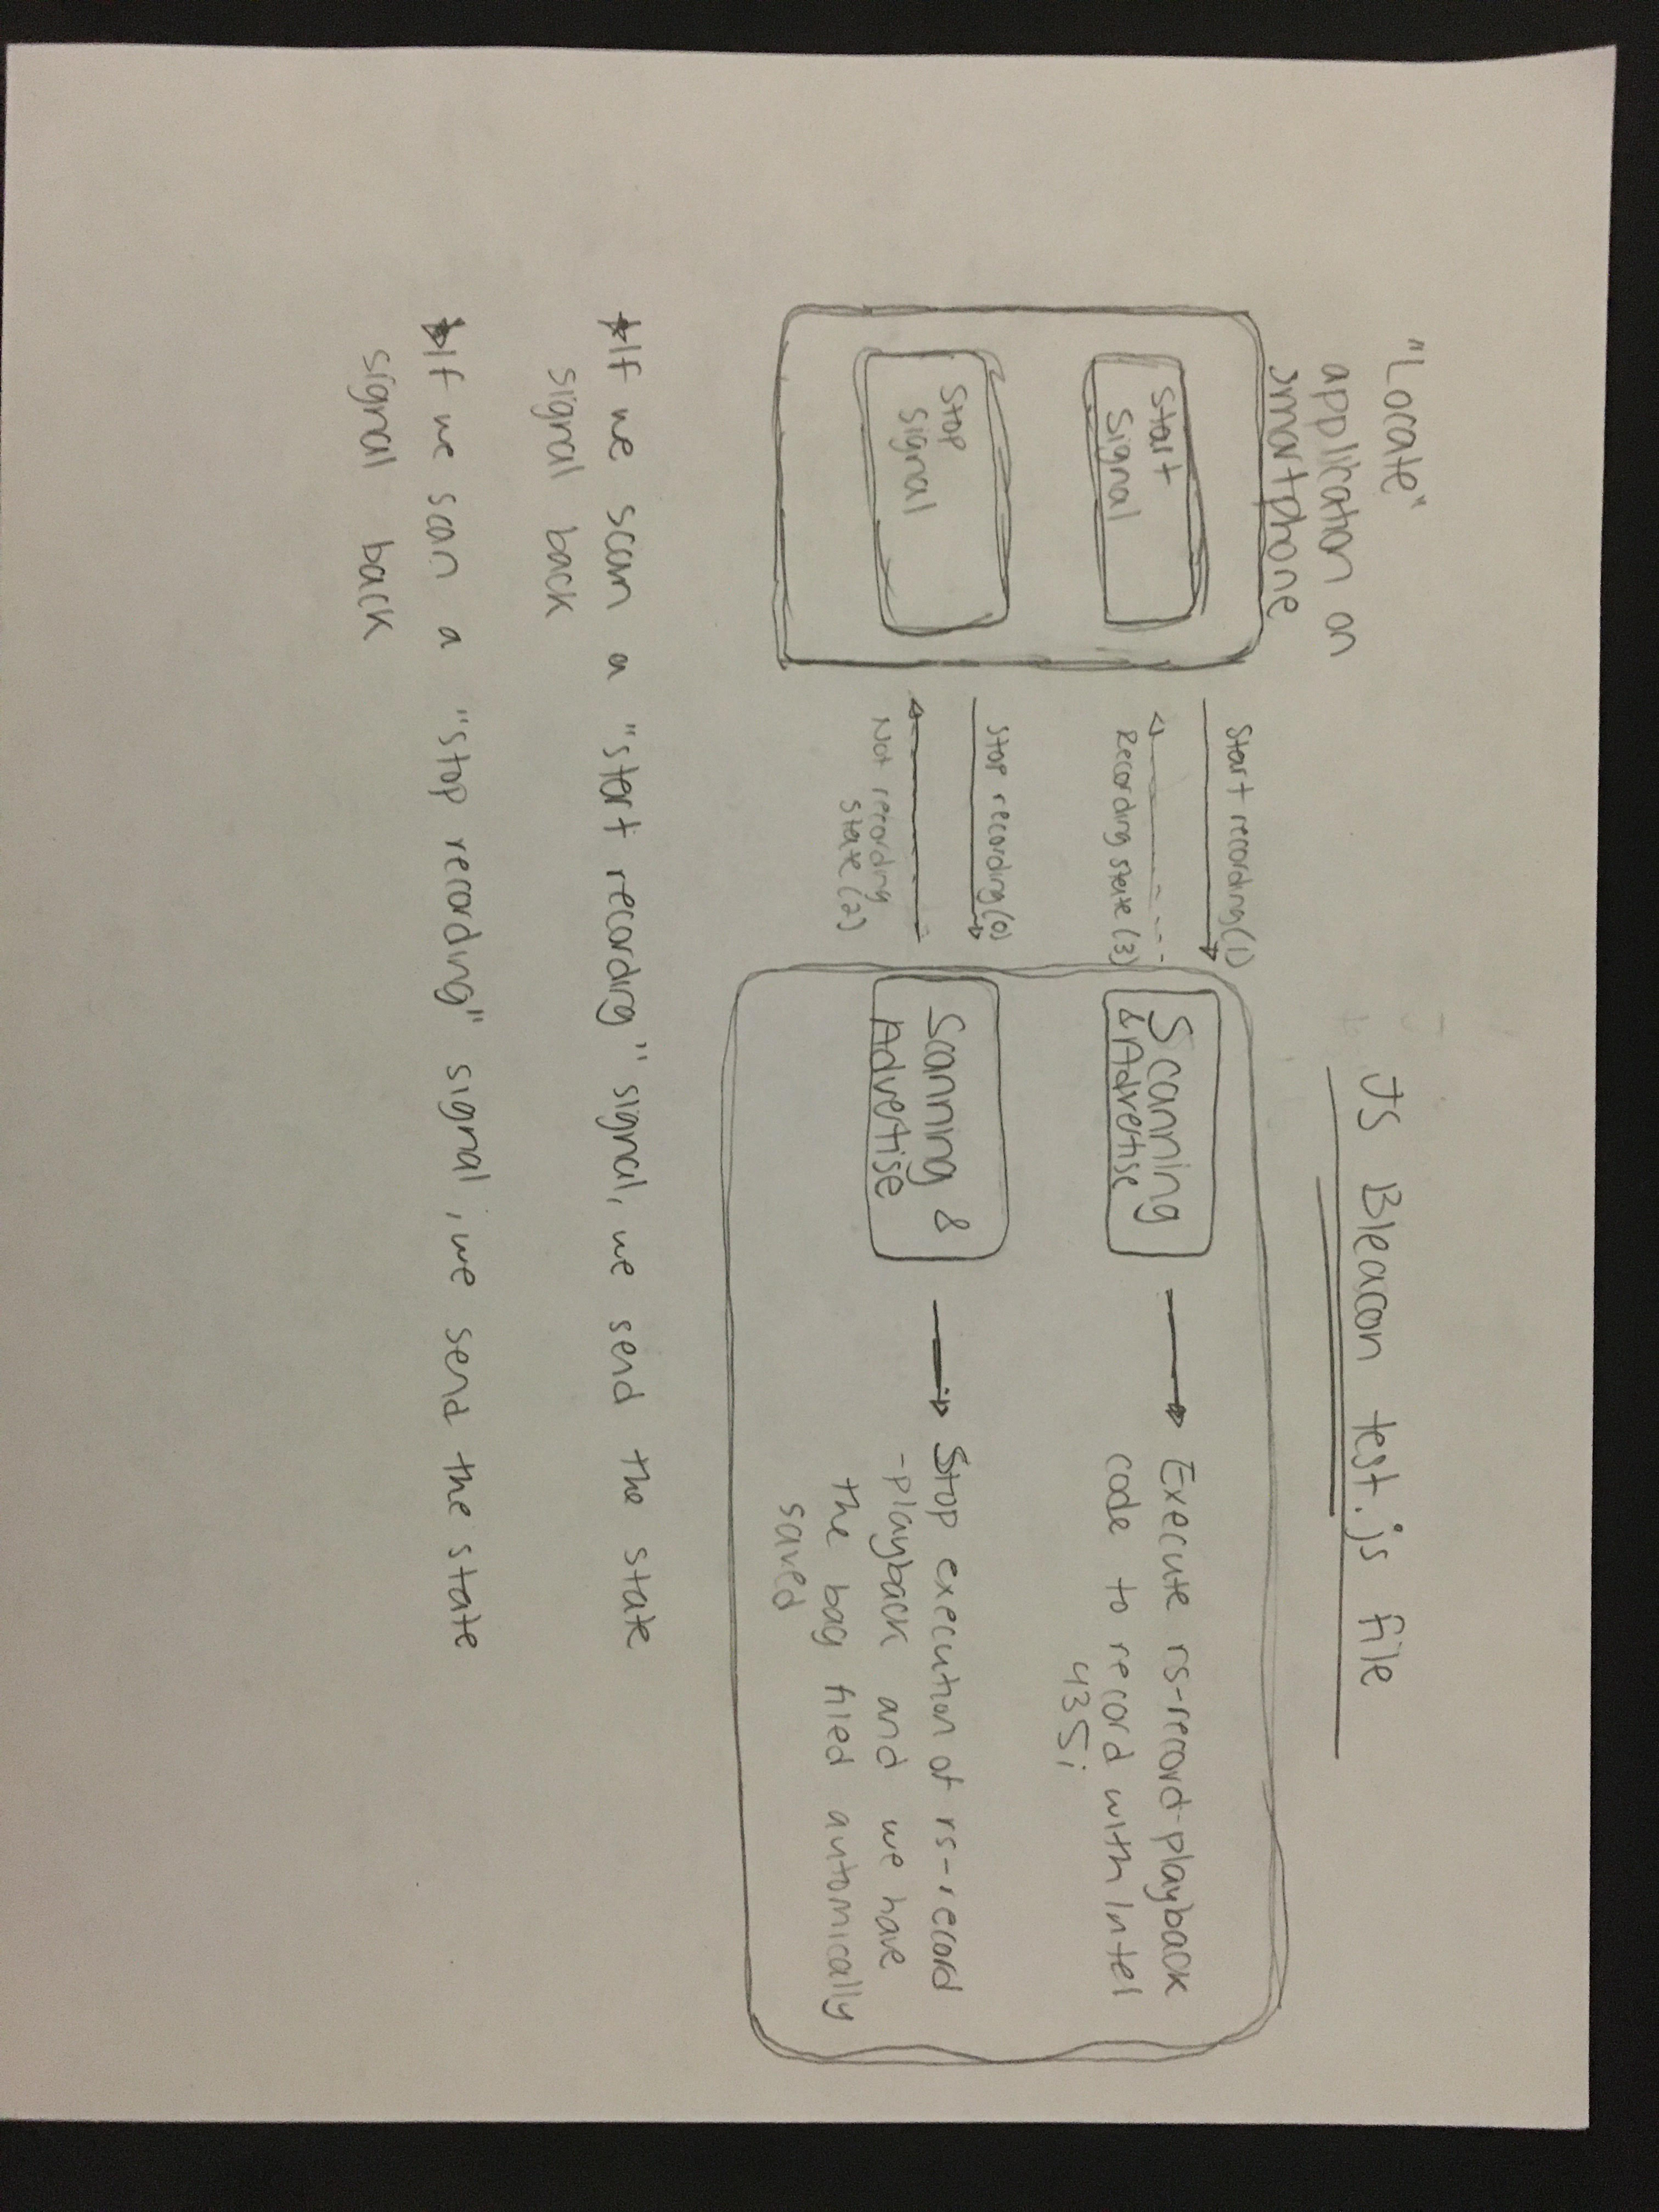 "Locate"
application on
smartphone
JS Bleacon test.js file
Start
Signal
Start recording(1)
Recording state (3)
Scanning
& Advertise
Execute rs-record-playback
code to record with Intel
435i
Stop
signal
Stop recording(0)
Not recording
state (2)
Scanning &
Advertise
Stop execution of rs-record
-playback and we have
the bag filed automically
saved
*If we scan a "start recording" signal, we send the state
signal back
*If we scan a "stop recording" signal, we send the state
signal back